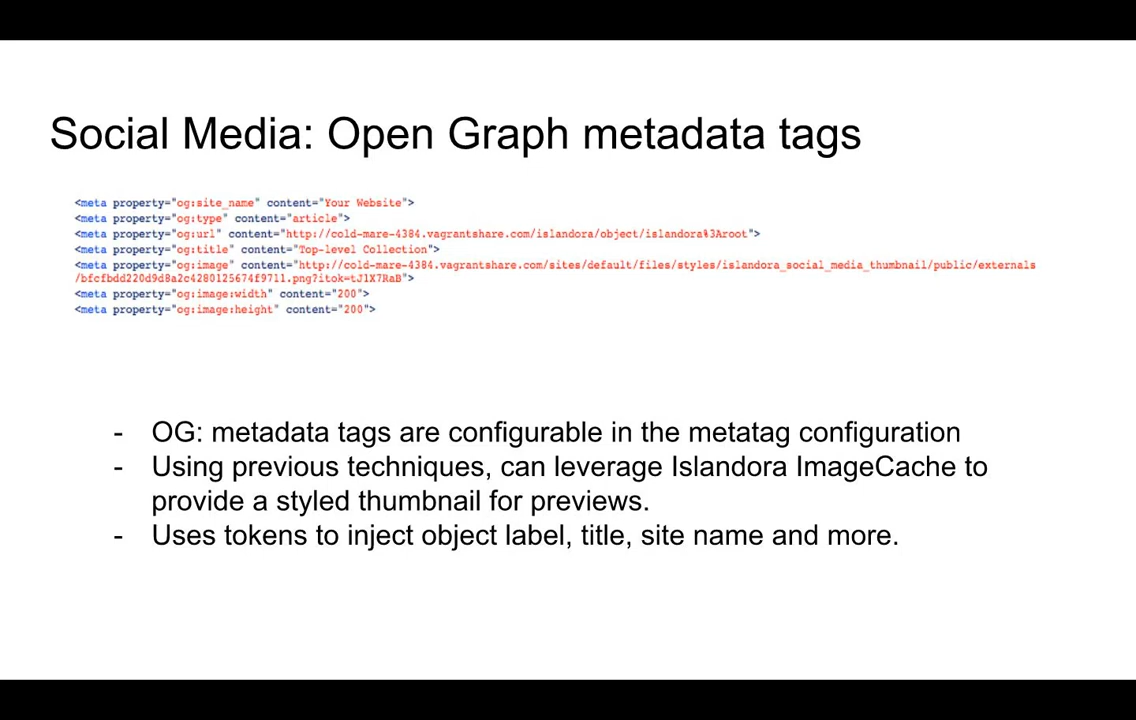 Social Media: Open Graph metadata tags
<meta property="og:site_name" content="Your Website">
<meta property="og:type" content="article">
<meta property="og:url" content="http://cold-mare-4384.vagrantshare.com/islandora/object/islandora%3Aroot">
<meta property="og:title" content="Top-level Collection">
<meta property="og:image" content="http://cold-mare-4384.vagrantshare.com/sites/default/files/styles/islandora_social_media_thumbnail/public/externals
/bfcfbdd220d9d8a2c4280125674f9711.png?itok=tJ1X7RaB">
<meta property="og:image:width" content="200">
<meta property="og:image:height" content="200">
- OG: metadata tags are configurable in the metatag configuration
- Using previous techniques, can leverage Islandora ImageCache to
provide a styled thumbnail for previews.
- Uses tokens to inject object label, title, site name and more.